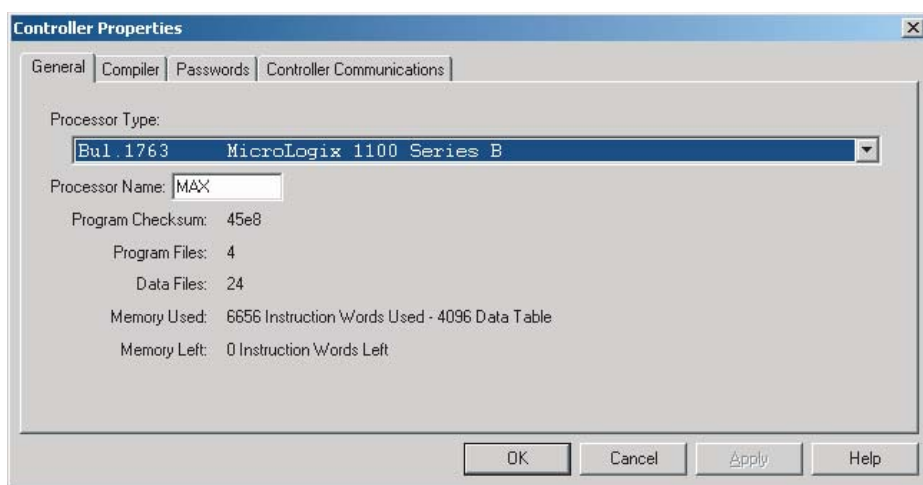 Controller Properties
General Compiler Passwords Controller Communications
Processor Type:
Bul.1763 MicroLogix 1100 Series B
Processor Name: MAX
Program Checksum: 45e8
Program Files: 4
Data Files: 24
Memory Used: 6656 Instruction Words Used - 4096 Data Table
Memory Left: 0 Instruction Words Left
OK Cancel Apply Help